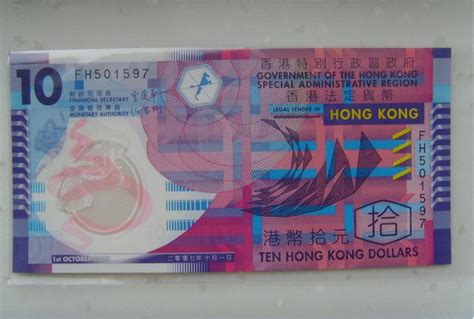 10 FH501597
財政司司長
FINANCIAL SECRETARY
金融管理專員
MONETARY AUTHORITY
香港特別行政區政府
GOVERNMENT OF THE HONG KONG
SPECIAL ADMINISTRATIVE REGION
香港法定貨幣
LEGAL TENDER IN HONG KONG
FH501597
拾
港幣拾元
TEN HONG KONG DOLLARS
1st OCTOBER
二〇〇七年十月一日